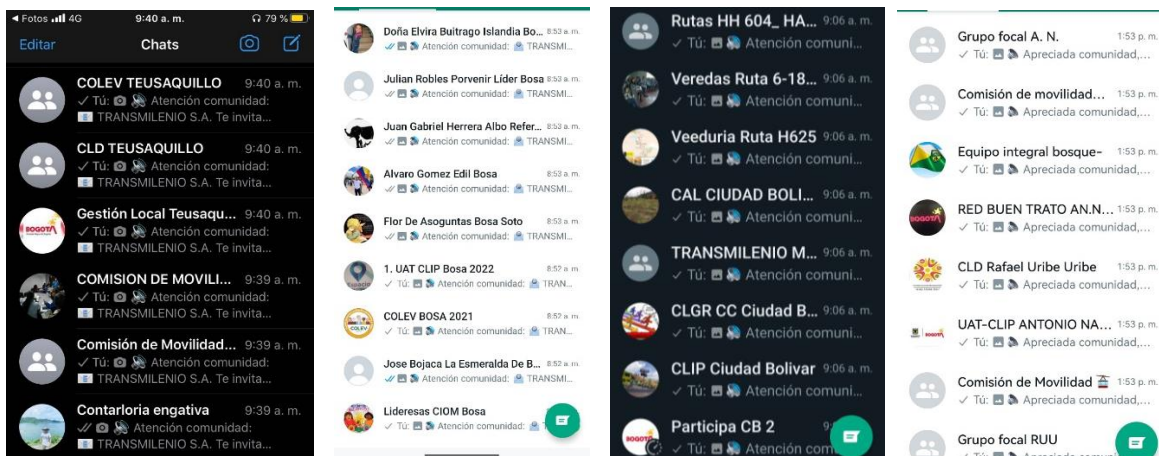 Fotos 4G 9:40 a. m. 79 %
Editar Chats
COLEV TEUSAQUILLO 9:40 a. m.
Tú: Atención comunidad:
TRANSMILENIO S.A. Te invita...
CLD TEUSAQUILLO 9:40 a. m.
Tú: Atención comunidad:
TRANSMILENIO S.A. Te invita...
BOGOTÁ
Gestión Local Teusaqu... 9:40 a. m.
Tú: Atención comunidad:
TRANSMILENIO S.A. Te invita...
COMISION DE MOVILI... 9:39 a. m.
Tú: Atención comunidad:
TRANSMILENIO S.A. Te invita...
Comisión de Movilidad... 9:39 a. m.
Tú: Atención comunidad:
TRANSMILENIO S.A. Te invita...
Contarloria engativa 9:39 a. m.
Atención comunidad:
TRANSMILENIO S.A. Te invita...
Doña Elvira Buitrago Islandia Bo... 8:53 a. m.
Atención comunidad: TRANSMI...
Julian Robles Porvenir Líder Bosa 8:53 a. m.
Atención comunidad: TRANSMI...
Juan Gabriel Herrera Albo Refer... 8:53 a. m.
Atención comunidad: TRANSMI...
Alvaro Gomez Edil Bosa 8:53 a. m.
Atención comunidad: TRANSMI...
Flor De Asoguntas Bosa Soto 8:53 a. m.
Atención comunidad: TRANSMI...
1. UAT CLIP Bosa 2022 8:52 a. m.
Tú: Atención comunidad: TRAN...
COLEV BOSA 2021 8:52 a. m.
Tú: Atención comunidad: TRAN...
Jose Bojaca La Esmeralda De B... 8:52 a. m.
Atención comunidad: TRANSMI...
Lideresas CIOM Bosa
Tú: Atención comunidad:
Rutas HH 604_ HA... 9:06 a. m.
Tú: Atención comuni...
Veredas Ruta 6-18... 9:06 a. m.
Tú: Atención comuni...
Veeduria Ruta H625 9:06 a. m.
Tú: Atención comuni...
CAL CIUDAD BOLI... 9:06 a. m.
Tú: Atención comuni...
TRANSMILENIO M... 9:06 a. m.
Tú: Atención comuni...
CLGR CC Ciudad B... 9:06 a. m.
Tú: Atención comuni...
CLIP Ciudad Bolivar 9:06 a. m.
Tú: Atención comuni...
Participa CB 2
Tú: Atención comuni...
Grupo focal A. N. 1:53 p. m.
Tú: Apreciada comunidad,...
Comisión de movilidad... 1:53 p. m.
Tú: Apreciada comunidad,...
Equipo integral bosque- 1:53 p. m.
Tú: Apreciada comunidad,...
RED BUEN TRATO AN.N... 1:53 p. m.
Tú: Apreciada comunidad,...
CLD Rafael Uribe Uribe 1:53 p. m.
Tú: Apreciada comunidad,...
UAT-CLIP ANTONIO NA... 1:53 p. m.
Tú: Apreciada comunidad,...
Comisión de Movilidad 1:53 p. m.
Tú: Apreciada comunidad,...
Grupo focal RUU